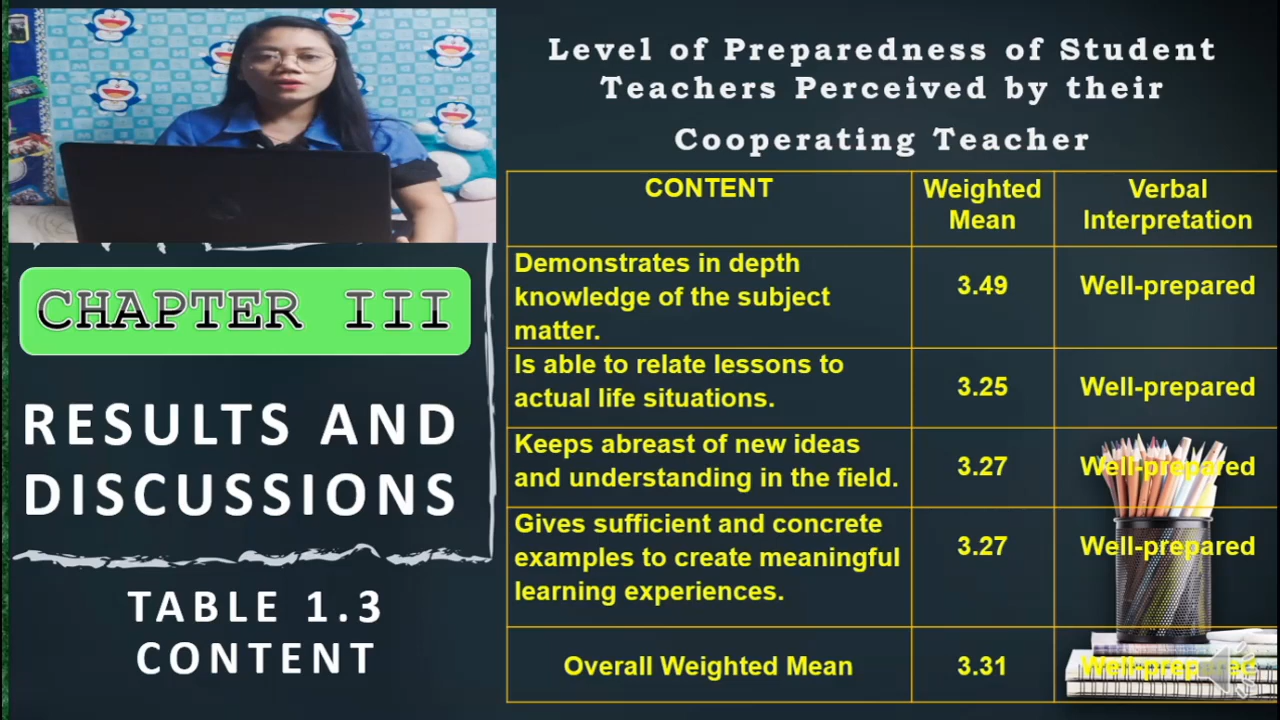 Level of Preparedness of Student
Teachers Perceived by their
Cooperating Teacher
CHAPTER III
RESULTS AND
DISCUSSIONS
TABLE 1.3
CONTENT
CONTENT
Weighted
Mean
Verbal
Interpretation
Demonstrates in depth
knowledge of the subject
matter.
3.49
Well-prepared
Is able to relate lessons to
actual life situations.
3.25
Well-prepared
Keeps abreast of new ideas
and understanding in the field.
3.27
Well-prepared
Gives sufficient and concrete
examples to create meaningful
learning experiences.
3.27
Well-prepared
Overall Weighted Mean
3.31
Well-prepared